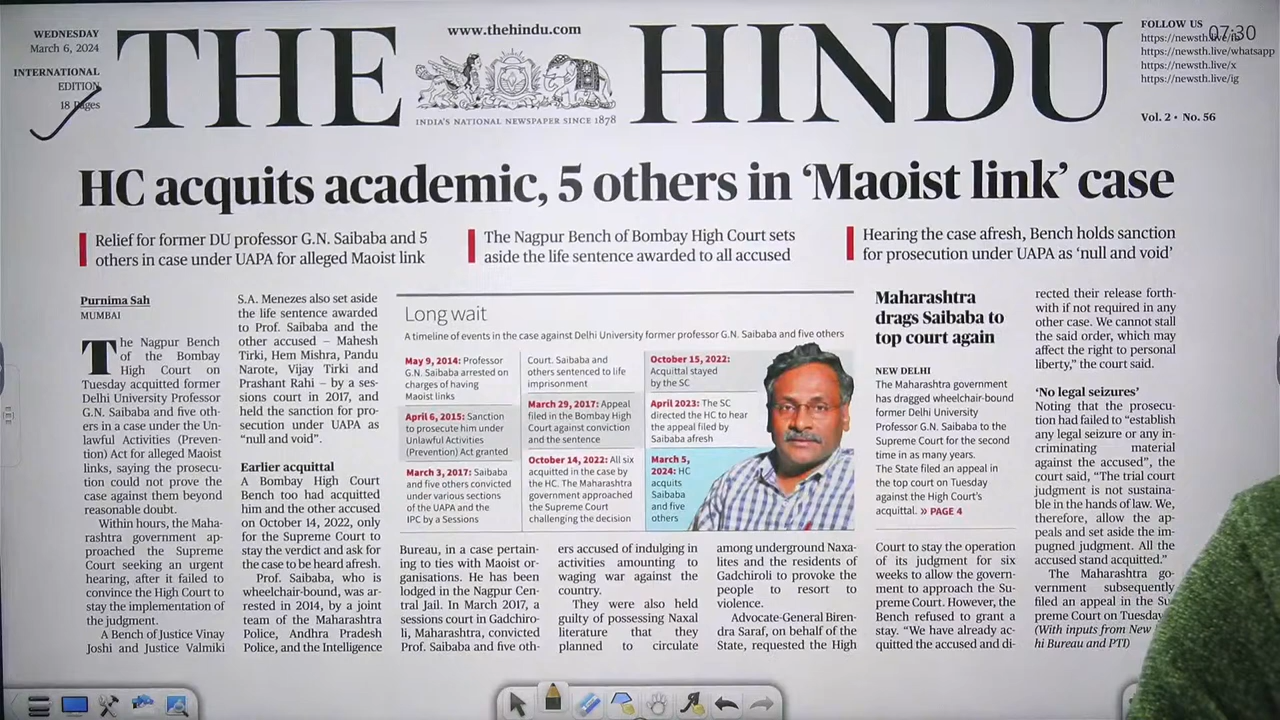 WEDNESDAY
March 6, 2024
INTERNATIONAL
EDITION
18 Pages
THE HINDU
www.thehindu.com
INDIA'S NATIONAL NEWSPAPER SINCE 1878
FOLLOW US
07:30
https://newsth.live/
https://newsth.live/whatsapp
https://newsth.live/x
https://newsth.live/ig
Vol. 2 • No. 56
HC acquits academic, 5 others in ‘Maoist link’ case
Relief for former DU professor G.N. Saibaba and 5
others in case under UAPA for alleged Maoist link
The Nagpur Bench of Bombay High Court sets
aside the life sentence awarded to all accused
Hearing the case afresh, Bench holds sanction
for prosecution under UAPA as ‘null and void’
Purnima Sah
MUMBAI
The Nagpur Bench
of the Bombay
High Court on
Tuesday acquitted former
Delhi University Professor
G.N. Saibaba and five oth-
ers in a case under the Un-
lawful Activities (Preven-
tion) Act for alleged Maoist
links, saying the prosecu-
tion could not prove the
case against them beyond
reasonable doubt.
Within hours, the Maha-
rashtra government ap-
proached the Supreme
Court seeking an urgent
hearing, after it failed to
convince the High Court to
stay the implementation of
the judgment.
A Bench of Justice Vinay
Joshi and Justice Valmiki
S.A. Menezes also set aside
the life sentence awarded
to Prof. Saibaba and the
other accused – Mahesh
Tirki, Hem Mishra, Pandu
Narote, Vijay Tirki and
Prashant Rahi – by a ses-
sions court in 2017, and
held the sanction for pro-
secution under UAPA as
“null and void”.
Earlier acquittal
A Bombay High Court
Bench too had acquitted
him and the other accused
on October 14, 2022, only
for the Supreme Court to
stay the verdict and ask for
the case to be heard afresh.
Prof. Saibaba, who is
wheelchair-bound, was ar-
rested in 2014, by a joint
team of the Maharashtra
Police, Andhra Pradesh
Police, and the Intelligence
Long wait
A timeline of events in the case against Delhi University former professor G.N. Saibaba and five others
May 9, 2014: Professor
G.N. Saibaba arrested on
charges of having
Maoist links
April 6, 2015: Sanction
to prosecute him under
Unlawful Activities
(Prevention) Act granted
March 3, 2017: Saibaba
and five others convicted
under various sections
of the UAPA and the
IPC by a Sessions
Court. Saibaba and
others sentenced to life
imprisonment
March 29, 2017: Appeal
filed in the Bombay High
Court against conviction
and the sentence
October 14, 2022: All six
acquitted in the case by
the HC. The Maharashtra
government approached
the Supreme Court
challenging the decision
October 15, 2022:
Acquittal stayed
by the SC
April 2023: The SC
directed the HC to hear
the appeal filed by
Saibaba afresh
March 5,
2024: HC
acquits
Saibaba
and five
others
Bureau, in a case pertain-
ing to ties with Maoist or-
ganisations. He has been
lodged in the Nagpur Cen-
tral Jail. In March 2017, a
sessions court in Gadchiro-
li, Maharashtra, convicted
Prof. Saibaba and five oth-
ers accused of indulging in
activities amounting to
waging war against the
country.
They were also held
guilty of possessing Naxal
literature that they
planned to circulate
among underground Naxa-
lites and the residents of
Gadchiroli to provoke the
people to resort to
violence.
Advocate-General Biren-
dra Saraf, on behalf of the
State, requested the High
Maharashtra
drags Saibaba to
top court again
NEW DELHI
The Maharashtra government
has dragged wheelchair-bound
former Delhi University
Professor G.N. Saibaba to the
Supreme Court for the second
time in as many years.
The State filed an appeal in
the top court on Tuesday
against the High Court's
acquittal. » PAGE 4
Court to stay the operation
of its judgment for six
weeks to allow the govern-
ment to approach the Su-
preme Court. However, the
Bench refused to grant a
stay. “We have already ac-
quitted the accused and di-
rected their release forth-
with if not required in any
other case. We cannot stall
the said order, which may
affect the right to personal
liberty,” the court said.
‘No legal seizures’
Noting that the prosecu-
tion had failed to “establish
any legal seizure or any in-
criminating material
against the accused”, the
court said, “The trial court
judgment is not sustaina-
ble in the hands of law. We,
therefore, allow the ap-
peals and set aside the im-
pugned judgment. All the
accused stand acquitted.”
The Maharashtra go-
vernment subsequently
filed an appeal in the Su-
preme Court on Tuesday
(With inputs from New
hi Bureau and PTI)